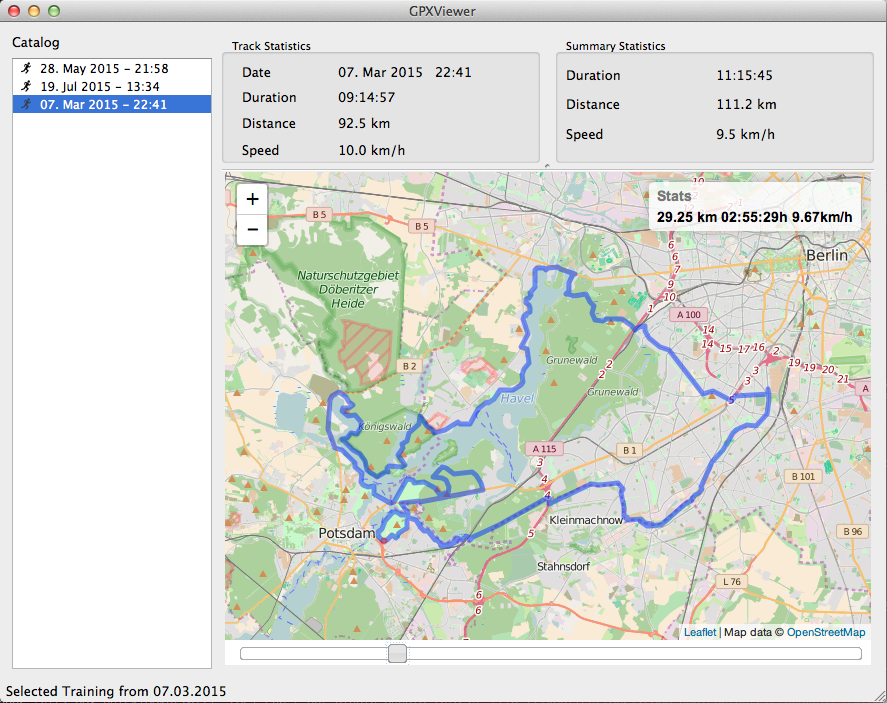 GPXViewer
Catalog
28. May 2015 – 21:58
19. Jul 2015 – 13:34
07. Mar 2015 – 22:41
Track Statistics
Date 07. Mar 2015 22:41
Duration 09:14:57
Distance 92.5 km
Speed 10.0 km/h
Summary Statistics
Duration 11:15:45
Distance 111.2 km
Speed 9.5 km/h
+
−
Stats
29.25 km 02:55:29h 9.67km/h
10
B 5
B 5
6
6
7
9
10
1
Berlin
Naturschutzgebiet
Döberitzer
Heide
A 100
14
14 15 17 16 2
19 19 20
21
3
3
5
A
B 2
Grunewald
2
2
Grunewald
Havel
Königswald
A 115
3
4
4
5
6
6
B 1
B 101
B 96
Potsdam
Kleinmachnow
Stahnsdorf
L 76
Leaflet | Map data © OpenStreetMap
Selected Training from 07.03.2015